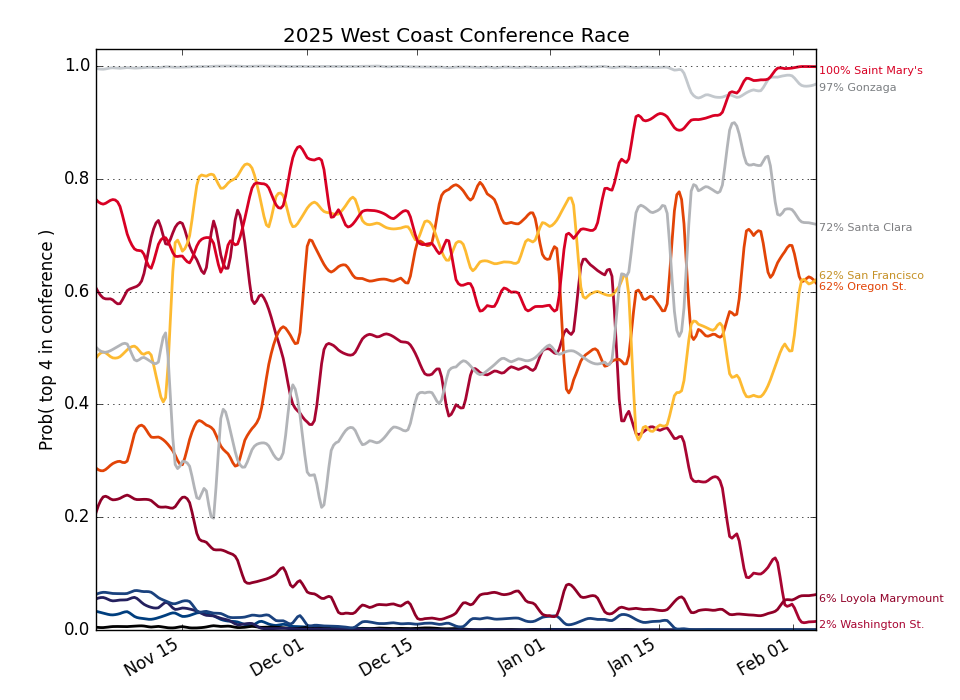 2025 West Coast Conference Race
1.0
0.8
0.6
0.4
0.2
0.0
Prob( top 4 in conference )
100% Saint Mary's
97% Gonzaga
72% Santa Clara
62% San Francisco
62% Oregon St.
6% Loyola Marymount
2% Washington St.
Nov 15
Dec 01
Dec 15
Jan 01
Jan 15
Feb 01